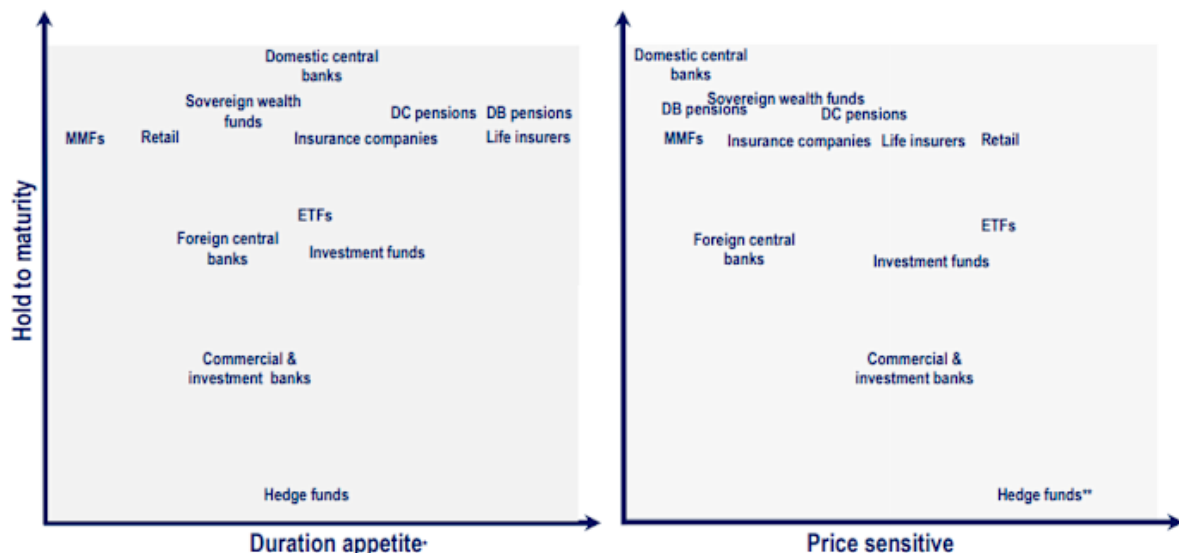 Hold to maturity
Domestic central
banks
Sovereign wealth
funds
DC pensions
DB pensions
MMFs
Retail
Insurance companies
Life insurers
ETFs
Foreign central
banks
Investment funds
Commercial &
investment banks
Hedge funds
Duration appetite*
Domestic central
banks
Sovereign wealth funds
DB pensions
DC pensions
MMFs
Insurance companies
Life insurers
Retail
ETFs
Foreign central
banks
Investment funds
Commercial &
investment banks
Hedge funds**
Price sensitive